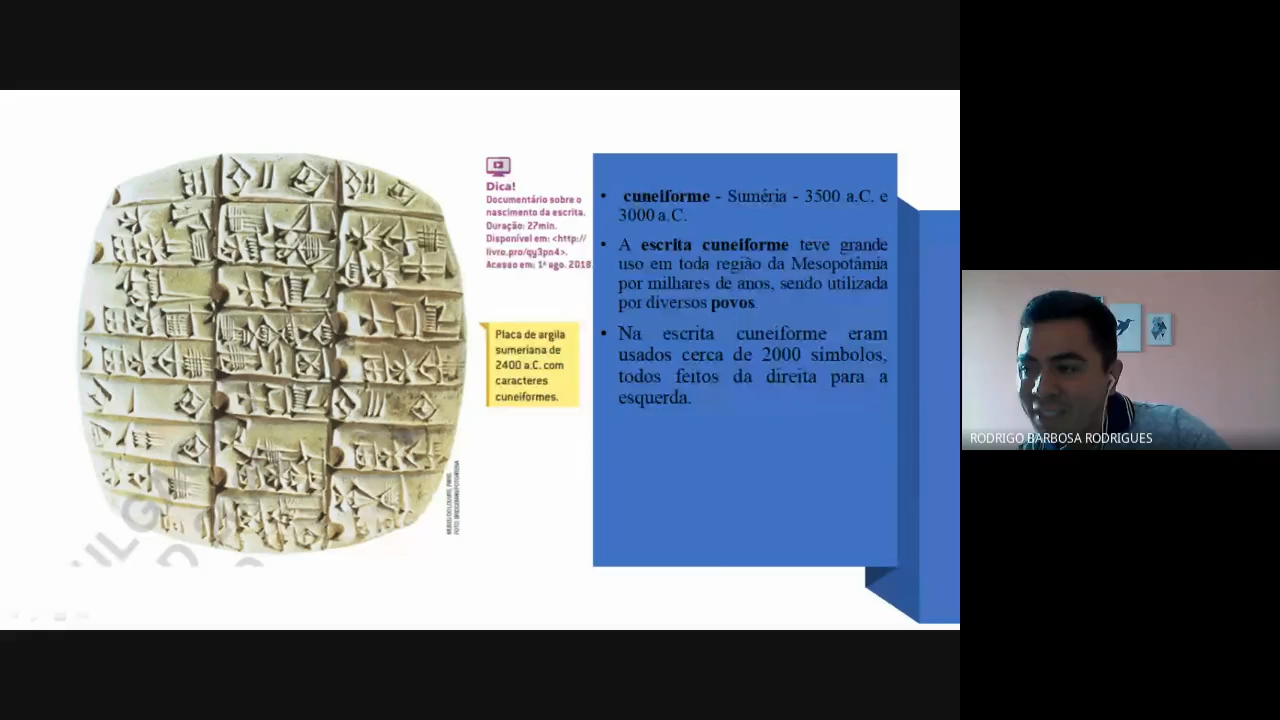 Dica!
Documentário sobre o
nascimento da escrita.
Duração: 27min.
Disponível em: <http://
livro.pro/qy3pn4>.
Acesso em: 1º ago. 2018
Placa de argila
sumeriana de
2400 a.C. com
caracteres
cuneiformes.
• cuneiforme - Suméria - 3500 a.C. e
3000 a.C.
• A escrita cuneiforme teve grande
uso em toda região da Mesopotâmia
por milhares de anos, sendo utilizada
por diversos povos.
• Na escrita cuneiforme eram
usados cerca de 2000 símbolos,
todos feitos da direita para a
esquerda.
RODRIGO BARBOSA RODRIGUES